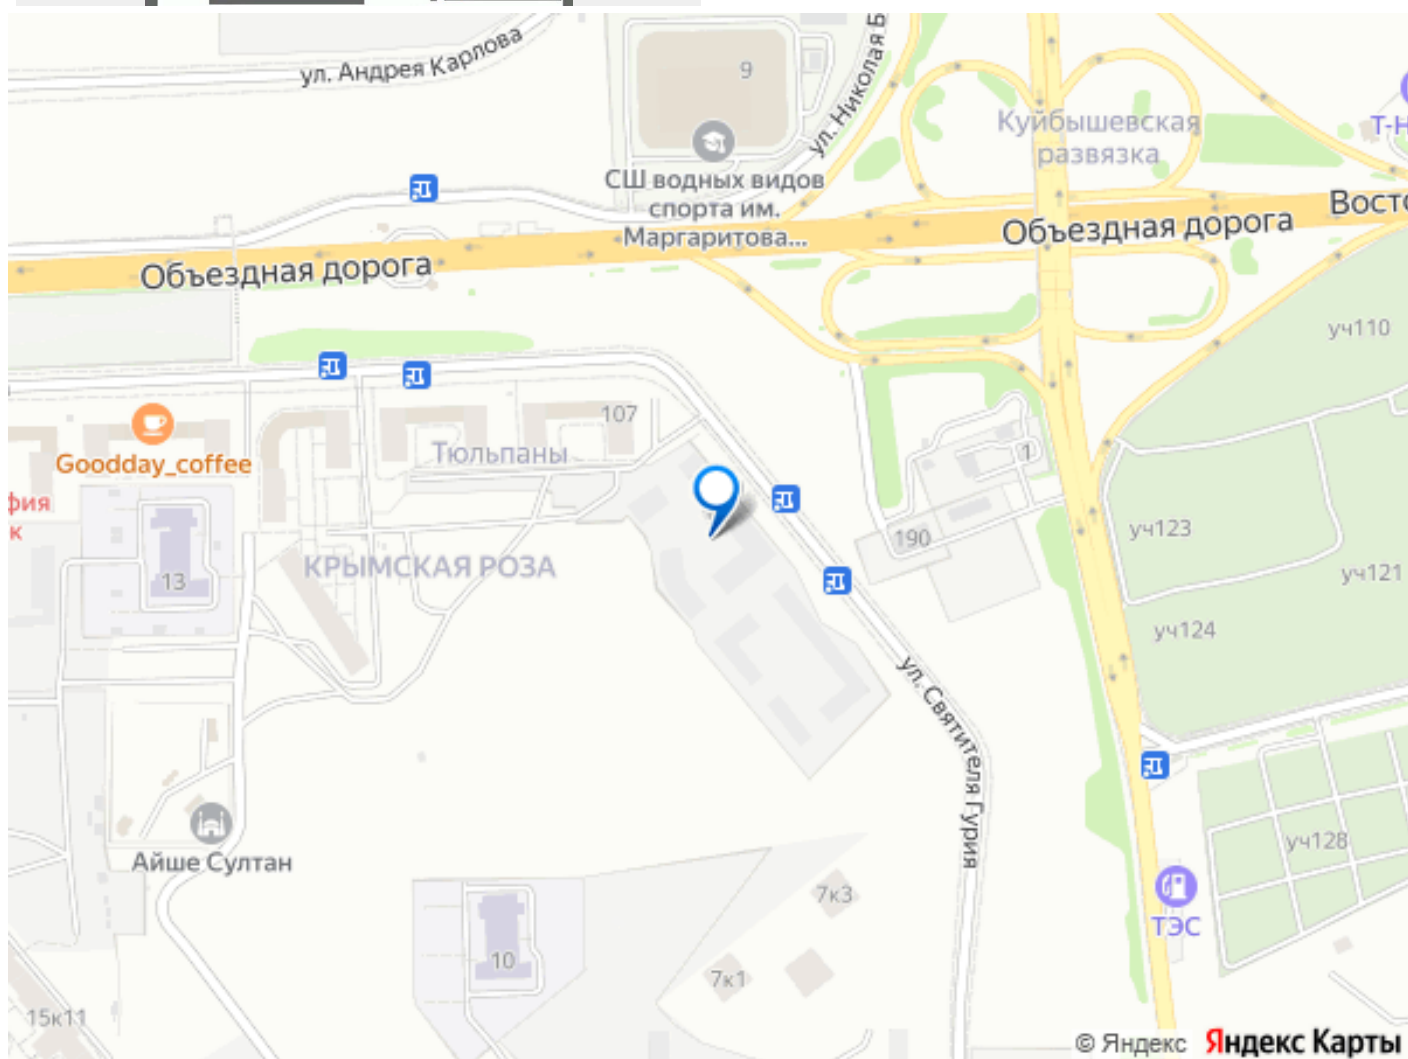 ул. Андрея Карлова
9
ул. Николая Б
Куйбышевская
развязка
Т-Н
СШ водных видов
спорта им.
Маргаритова...
Восто
Объездная дорога
Объездная дорога
уч110
107
Тюльпаны
Goodday_coffee
фия
к
1
190
уч123
КРЫМСКАЯ РОЗА
13
уч121
уч124
ул. Святителя Гурия
Айше Султан
уч128
7к3
ТЭС
10
7к1
15к11
© Яндекс Яндекс Карты